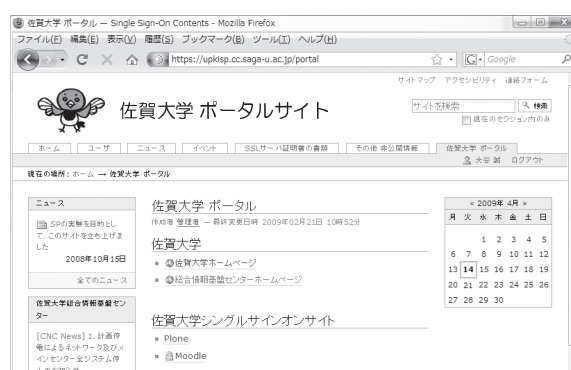 佐賀大学 ポータル — Single Sign-On Contents - Mozilla Firefox
ファイル(F) 編集(E) 表示(V) 履歴(S) ブックマーク(B) ツール(T) ヘルプ(H)
https://upkisp.cc.saga-u.ac.jp/portal
Google
サイトマップ アクセシビリティ 連絡フォーム
佐賀大学 ポータルサイト
サイトを検索 検索
現在のセクション内のみ
ホーム ユーザ ニュース イベント SSLサーバ証明書の書類 その他 非公開情報 佐賀大学 ポータル
大谷 誠 ログアウト
現在の場所: ホーム → 佐賀大学 ポータル
ニュース
SPの実験を目的とし
て、このサイトを立ち上げま
した
2008年10月15日
全てのニュース
佐賀大学総合情報基盤セン
ター
[CNC News] 1. 計画停
電によるネットワーク及びメ
インセンター全システム停
佐賀大学 ポータル
作成者 管理者 — 最終変更日時 2009年02月21日 10時52分
佐賀大学
佐賀大学ホームページ
総合情報基盤センターホームページ
佐賀大学シングルサインオンサイト
Plone
Moodle
« 2009年 4月 »
月 火 水 木 金 土 日
1 2 3 4 5
6 7 8 9 10 11 12
13 14 15 16 17 18 19
20 21 22 23 24 25 26
27 28 29 30